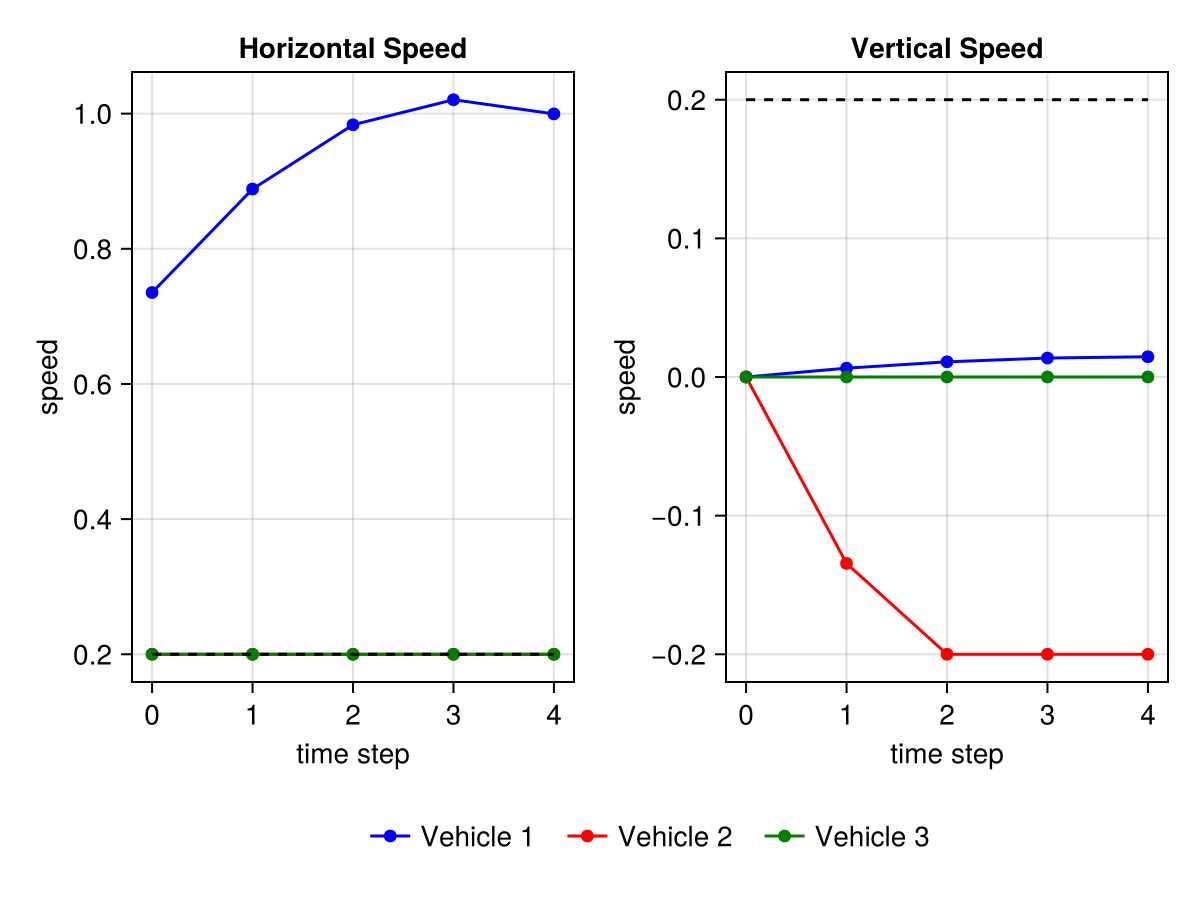 Horizontal Speed
Vertical Speed
speed
1.0
0.8
0.6
0.4
0.2
0 1 2 3 4
time step
speed
0.2
0.1
0.0
−0.1
−0.2
0 1 2 3 4
time step
Vehicle 1 Vehicle 2 Vehicle 3